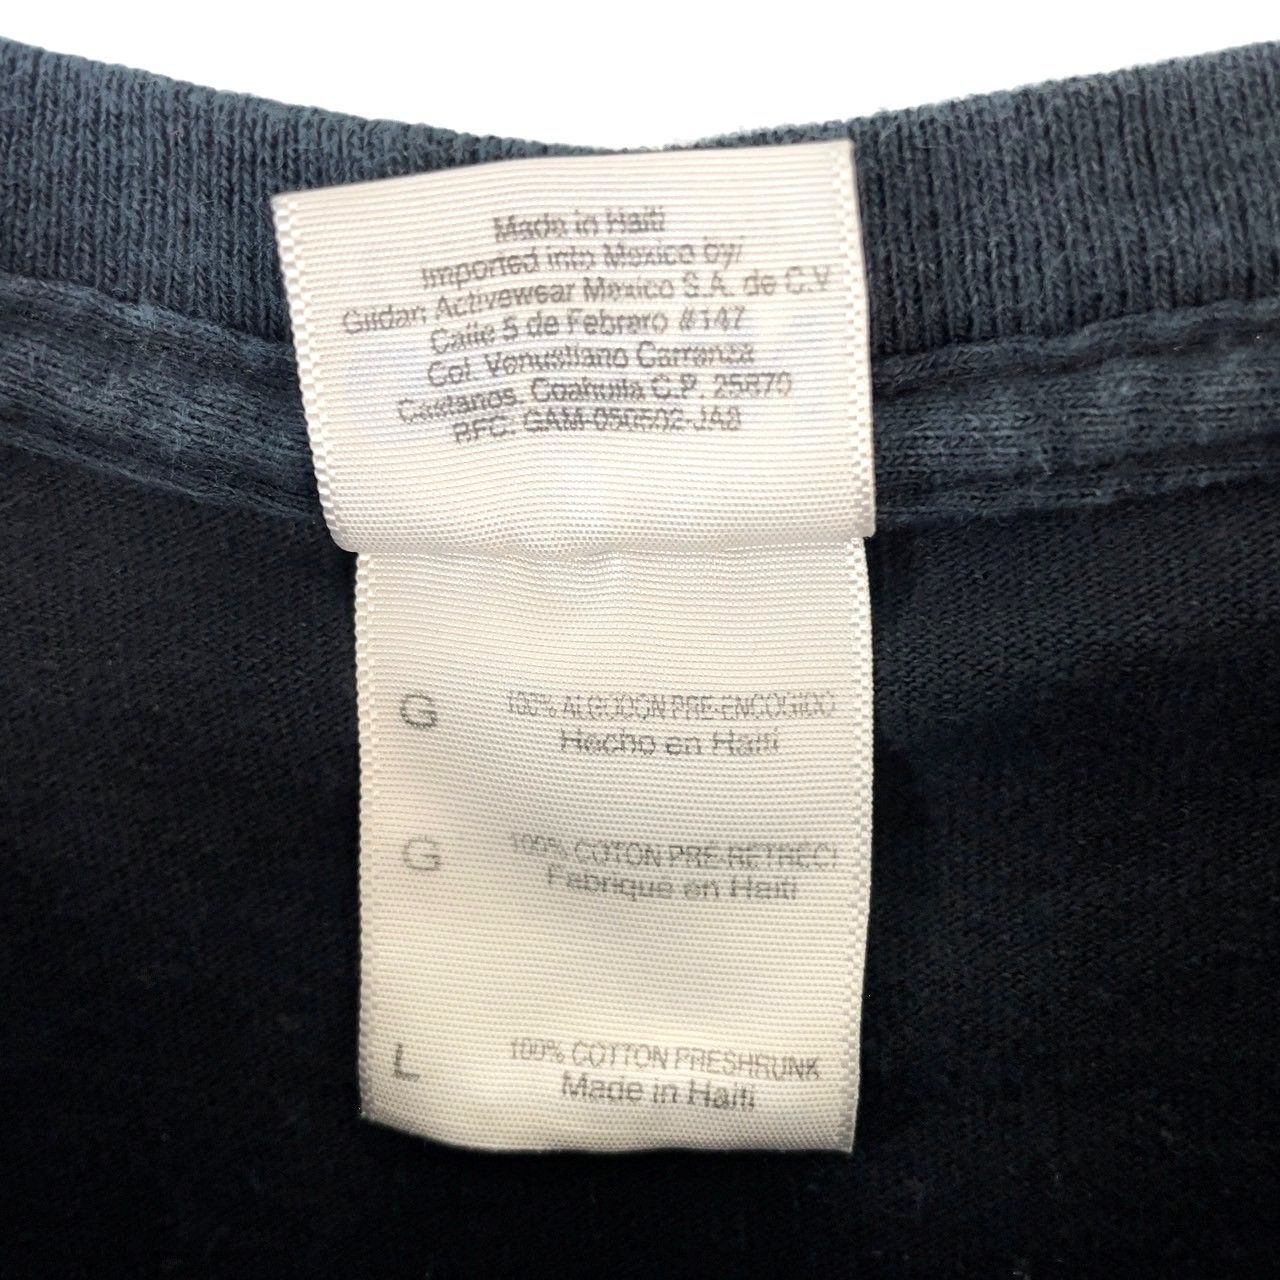 Made in Haiti
Imported into Mexico by/
Gildan Activewear Mexico S.A. de C.V
Calle 5 de Febrero #147
Col. Venustiano Carranza
Castanos, Coahuila C.P. 25870
RFC: GAM-050502-JA8
G 100% ALGODON PRE-ENCOGIDO
Hecho en Haiti
G 100% COTON PRE-RETRECI
Fabrique en Haiti
L 100% COTTON PRESHRUNK
Made in Haiti